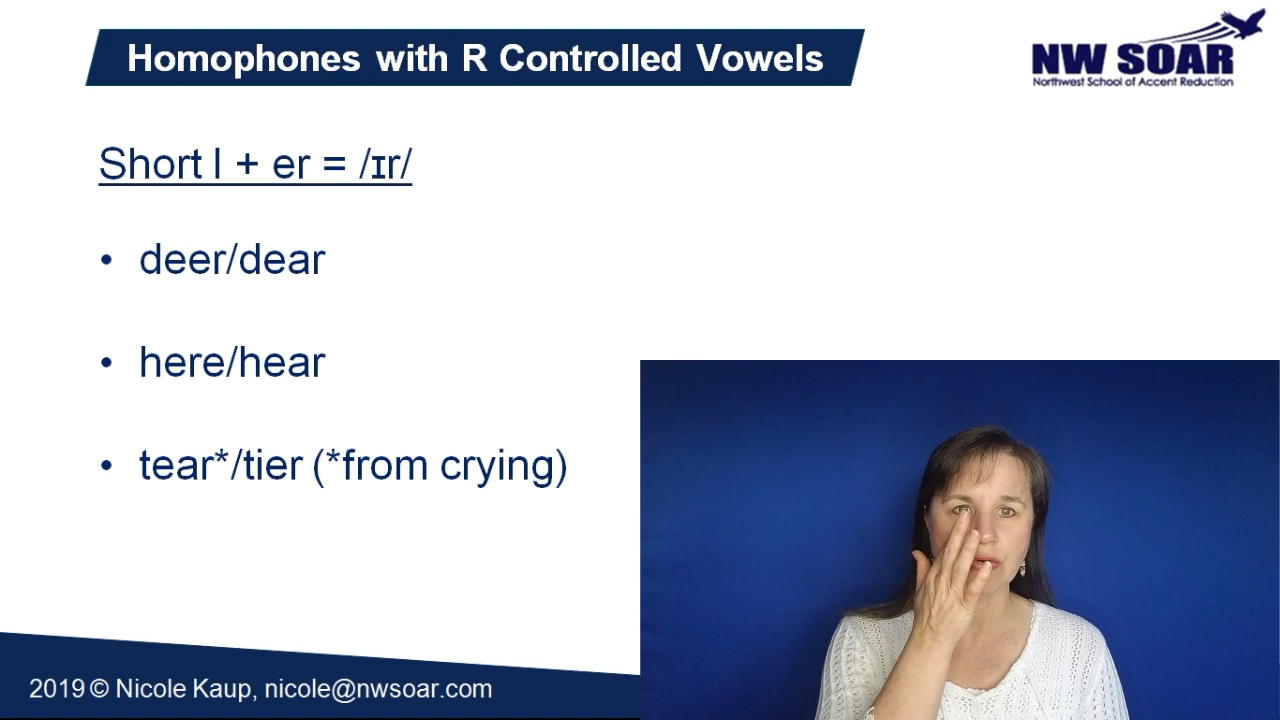 Homophones with R Controlled Vowels
NW SOAR
Northwest School of Accent Reduction
Short I + er = /ɪr/
• deer/dear
• here/hear
• tear*/tier (*from crying)
2019 © Nicole Kaup, nicole@nwsoar.com